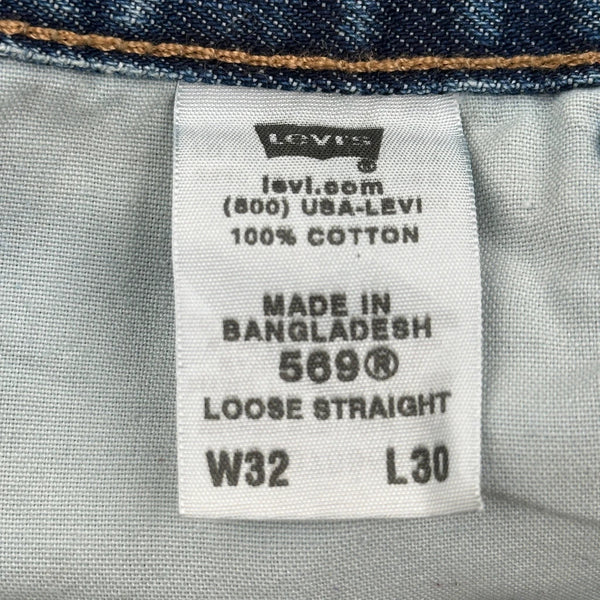 LEVI'S®
levi.com
(800) USA-LEVI
100% COTTON
MADE IN
BANGLADESH
569®
LOOSE STRAIGHT
W32 L30